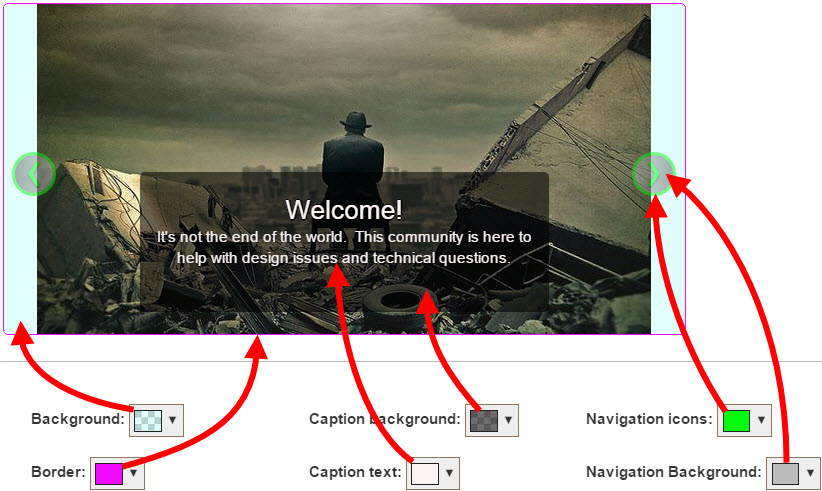 Welcome!
It's not the end of the world. This community is here to
help with design issues and technical questions.
Background:
Caption background:
Navigation icons:
Border:
Caption text:
Navigation Background: